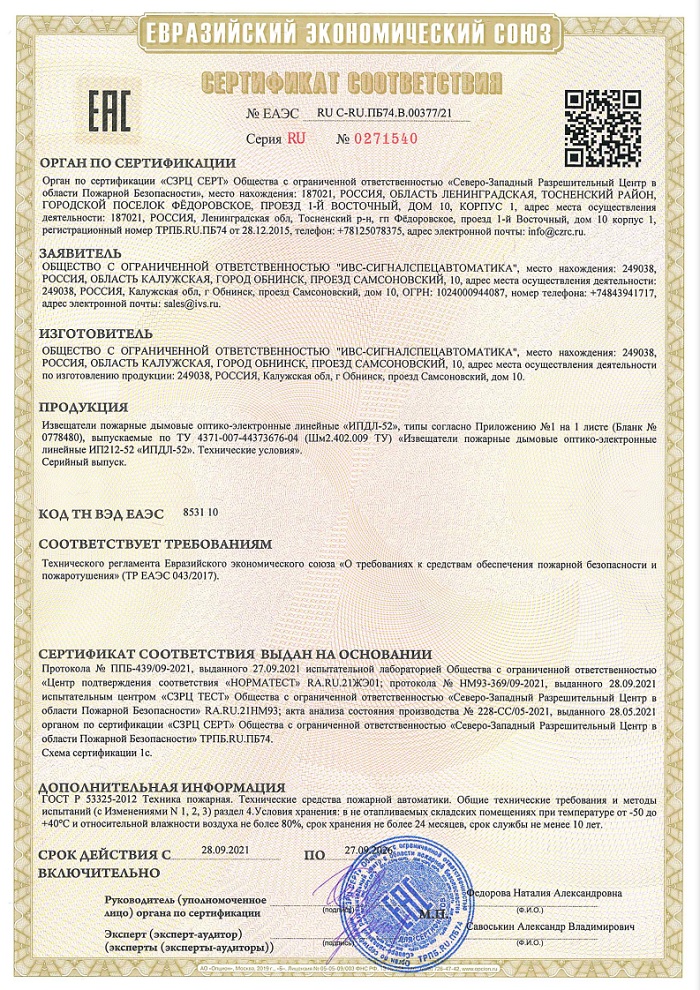 ЕВРАЗИЙСКИЙ ЭКОНОМИЧЕСКИЙ СОЮЗ
СЕРТИФИКАТ СООТВЕТСТВИЯ
ЕАС
№ ЕАЭС RU С-RU.ПБ74.В.00377/21
Серия RU № 0271540
ОРГАН ПО СЕРТИФИКАЦИИ
Орган по сертификации «СЗРЦ СЕРТ» Общества с ограниченной ответственностью «Северо-Западный Разрешительный Центр в
области Пожарной Безопасности», место нахождения: 187021, РОССИЯ, ОБЛАСТЬ ЛЕНИНГРАДСКАЯ, ТОСНЕНСКИЙ РАЙОН,
ГОРОДСКОЙ ПОСЕЛОК ФЁДОРОВСКОЕ, ПРОЕЗД 1-Й ВОСТОЧНЫЙ, ДОМ 10, КОРПУС 1, адрес места осуществления
деятельности: 187021, РОССИЯ, Ленинградская обл, Тосненский р-н, гп Фёдоровское, проезд 1-й Восточный, дом 10 корпус 1,
регистрационный номер ТРПБ.RU.ПБ74 от 28.12.2015, телефон: +78125078375, адрес электронной почты: info@czrc.ru.
ЗАЯВИТЕЛЬ
ОБЩЕСТВО С ОГРАНИЧЕННОЙ ОТВЕТСТВЕННОСТЬЮ "ИВС-СИГНАЛСПЕЦАВТОМАТИКА", место нахождения: 249038,
РОССИЯ, ОБЛАСТЬ КАЛУЖСКАЯ, ГОРОД ОБНИНСК, ПРОЕЗД САМСОНОВСКИЙ, 10, адрес места осуществления деятельности:
249038, РОССИЯ, Калужская обл, г Обнинск, проезд Самсоновский, дом 10, ОГРН: 1024000944087, номер телефона: +74843941717,
адрес электронной почты: sales@ivs.ru.
ИЗГОТОВИТЕЛЬ
ОБЩЕСТВО С ОГРАНИЧЕННОЙ ОТВЕТСТВЕННОСТЬЮ "ИВС-СИГНАЛСПЕЦАВТОМАТИКА", место нахождения: 249038,
РОССИЯ, ОБЛАСТЬ КАЛУЖСКАЯ, ГОРОД ОБНИНСК, ПРОЕЗД САМСОНОВСКИЙ, 10, адрес места осуществления деятельности
по изготовлению продукции: 249038, РОССИЯ, Калужская обл, г Обнинск, проезд Самсоновский, дом 10.
ПРОДУКЦИЯ
Извещатели пожарные дымовые оптико-электронные линейные «ИПДЛ-52», типы согласно Приложению №1 на 1 листе (Бланк №
0778480), выпускаемые по ТУ 4371-007-44373676-04 (Шм2.402.009 ТУ) «Извещатели пожарные дымовые оптико-электронные
линейные ИП212-52 «ИПДЛ-52». Технические условия».
Серийный выпуск.
КОД ТН ВЭД ЕАЭС 8531 10
СООТВЕТСТВУЕТ ТРЕБОВАНИЯМ
Технического регламента Евразийского экономического союза «О требованиях к средствам обеспечения пожарной безопасности и
пожаротушения» (ТР ЕАЭС 043/2017).
СЕРТИФИКАТ СООТВЕТСТВИЯ ВЫДАН НА ОСНОВАНИИ
Протокола № ППБ-439/09-2021, выданного 27.09.2021 испытательной лабораторией Общества с ограниченной ответственностью
«Центр подтверждения соответствия «НОРМАТЕСТ» RA.RU.21ЖЭ01; протокола № НМ93-369/09-2021, выданного 28.09.2021
испытательным центром «СЗРЦ ТЕСТ» Общества с ограниченной ответственностью «Северо-Западный Разрешительный Центр в
области Пожарной Безопасности» RA.RU.21НМ93; акта анализа состояния производства № 228-СС/05-2021, выданного 28.05.2021
органом по сертификации «СЗРЦ СЕРТ» Общества с ограниченной ответственностью «Северо-Западный Разрешительный Центр в
области Пожарной Безопасности» ТРПБ.RU.ПБ74.
Схема сертификации 1с.
ДОПОЛНИТЕЛЬНАЯ ИНФОРМАЦИЯ
ГОСТ Р 53325-2012 Техника пожарная. Технические средства пожарной автоматики. Общие технические требования и методы
испытаний (с Изменениями N 1, 2, 3) раздел 4.Условия хранения: в не отапливаемых складских помещениях при температуре от -50 до
+40°С и относительной влажности воздуха не более 80%, срок хранения не более 24 месяцев, срок службы не менее 10 лет.
СРОК ДЕЙСТВИЯ С 28.09.2021 ПО 27.09.2026
ВКЛЮЧИТЕЛЬНО
Руководитель (уполномоченное
лицо) органа по сертификации
(подпись)
М.П.
Федорова Наталия Александровна
(Ф.И.О.)
Эксперт (эксперт-аудитор)
(эксперты (эксперты-аудиторы))
(подпись)
Савоськин Александр Владимирович
(Ф.И.О.)
ЕАС
ДЛЯ СЕРТИФИКАТОВ
ТРПБ.RU.ПБ74